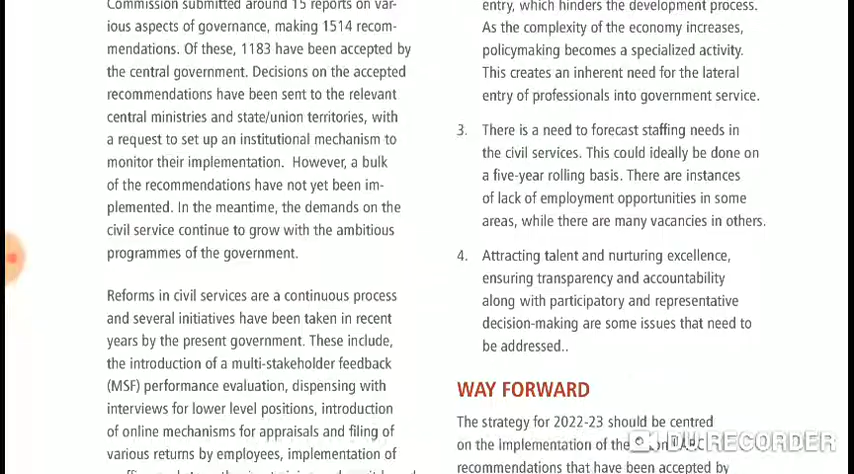 Commission submitted around 15 reports on var-
ious aspects of governance, making 1514 recom-
mendations. Of these, 1183 have been accepted by
the central government. Decisions on the accepted
recommendations have been sent to the relevant
central ministries and state/union territories, with
a request to set up an institutional mechanism to
monitor their implementation. However, a bulk
of the recommendations have not yet been im-
plemented. In the meantime, the demands on the
civil service continue to grow with the ambitious
programmes of the government.
Reforms in civil services are a continuous process
and several initiatives have been taken in recent
years by the present government. These include,
the introduction of a multi-stakeholder feedback
(MSF) performance evaluation, dispensing with
interviews for lower level positions, introduction
of online mechanisms for appraisals and filing of
various returns by employees, implementation of
entry, which hinders the development process.
As the complexity of the economy increases,
policymaking becomes a specialized activity.
This creates an inherent need for the lateral
entry of professionals into government service.
3. There is a need to forecast staffing needs in
the civil services. This could ideally be done on
a five-year rolling basis. There are instances
of lack of employment opportunities in some
areas, while there are many vacancies in others.
4. Attracting talent and nurturing excellence,
ensuring transparency and accountability
along with participatory and representative
decision-making are some issues that need to
be addressed..
WAY FORWARD
The strategy for 2022-23 should be centred
on the implementation of the
recommendations that have been accepted by
RECORDER